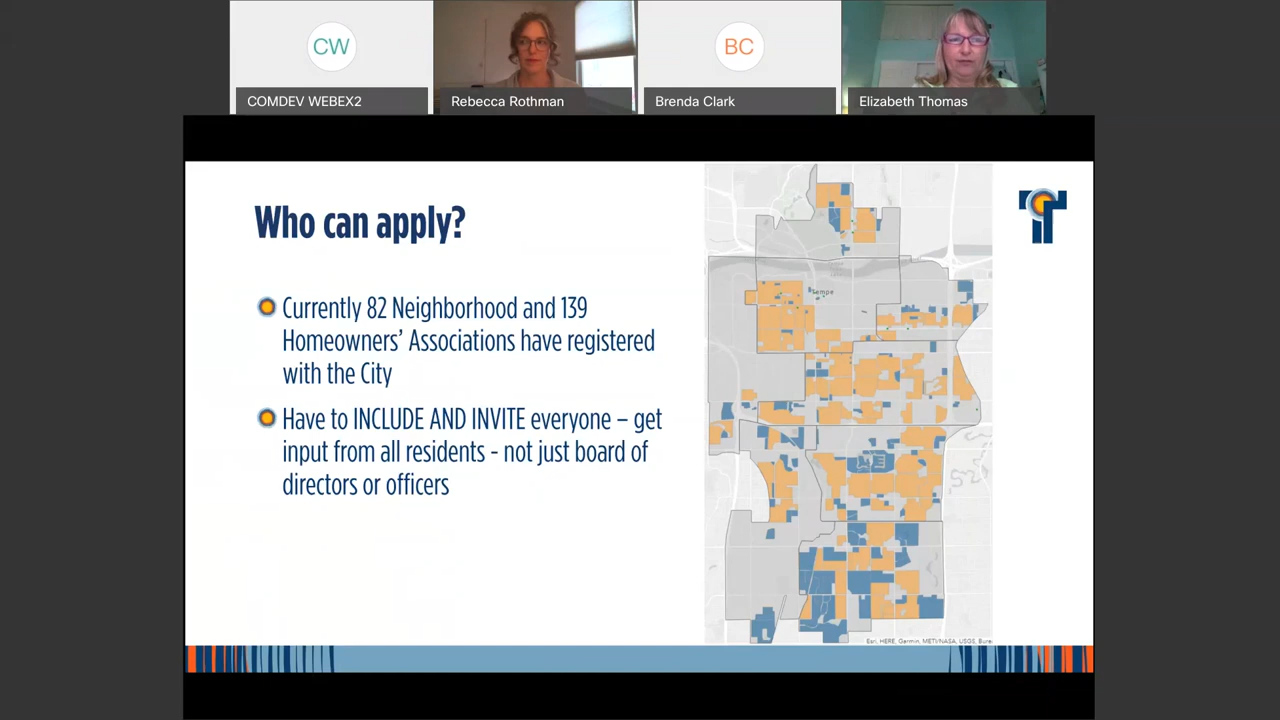 CW
COMDEV WEBEX2
Rebecca Rothman
BC
Brenda Clark
Elizabeth Thomas
Who can apply?
Currently 82 Neighborhood and 139
Homeowners’ Associations have registered
with the City
Have to INCLUDE AND INVITE everyone – get
input from all residents - not just board of
directors or officers
Tempe
Esri, HERE, Garmin, METI/NASA, USGS, Bure